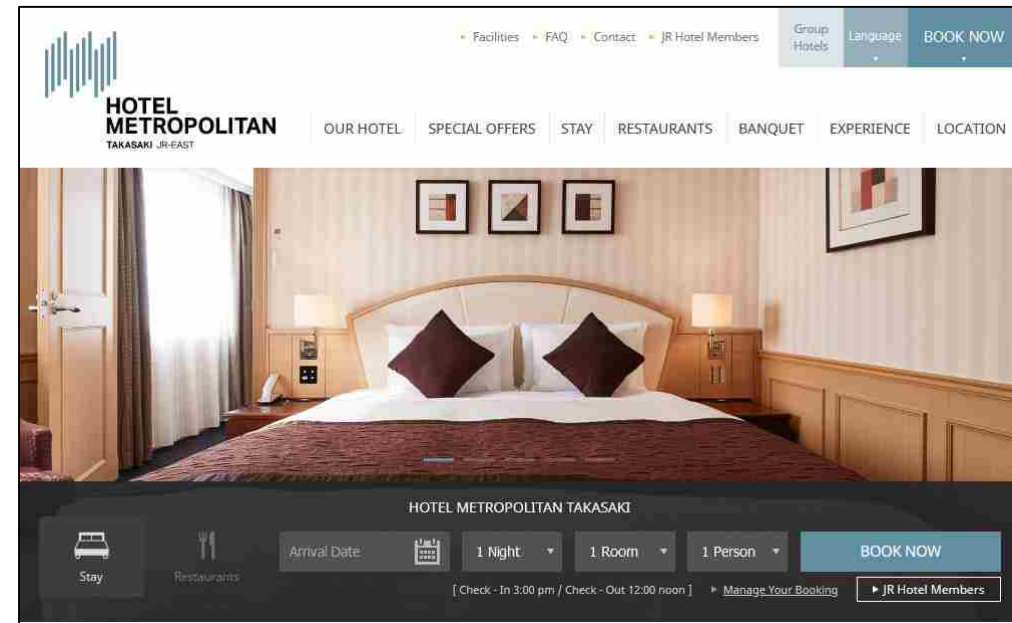 Facilities FAQ Contact JR Hotel Members
Group
Hotels
Language
BOOK NOW
HOTEL
METROPOLITAN
TAKASAKI JR-EAST
OUR HOTEL SPECIAL OFFERS STAY RESTAURANTS BANQUET EXPERIENCE LOCATION
HOTEL METROPOLITAN TAKASAKI
Stay
Restaurants
Arrival Date 1 Night 1 Room 1 Person BOOK NOW
[ Check - In 3:00 pm / Check - Out 12:00 noon ] Manage Your Booking JR Hotel Members